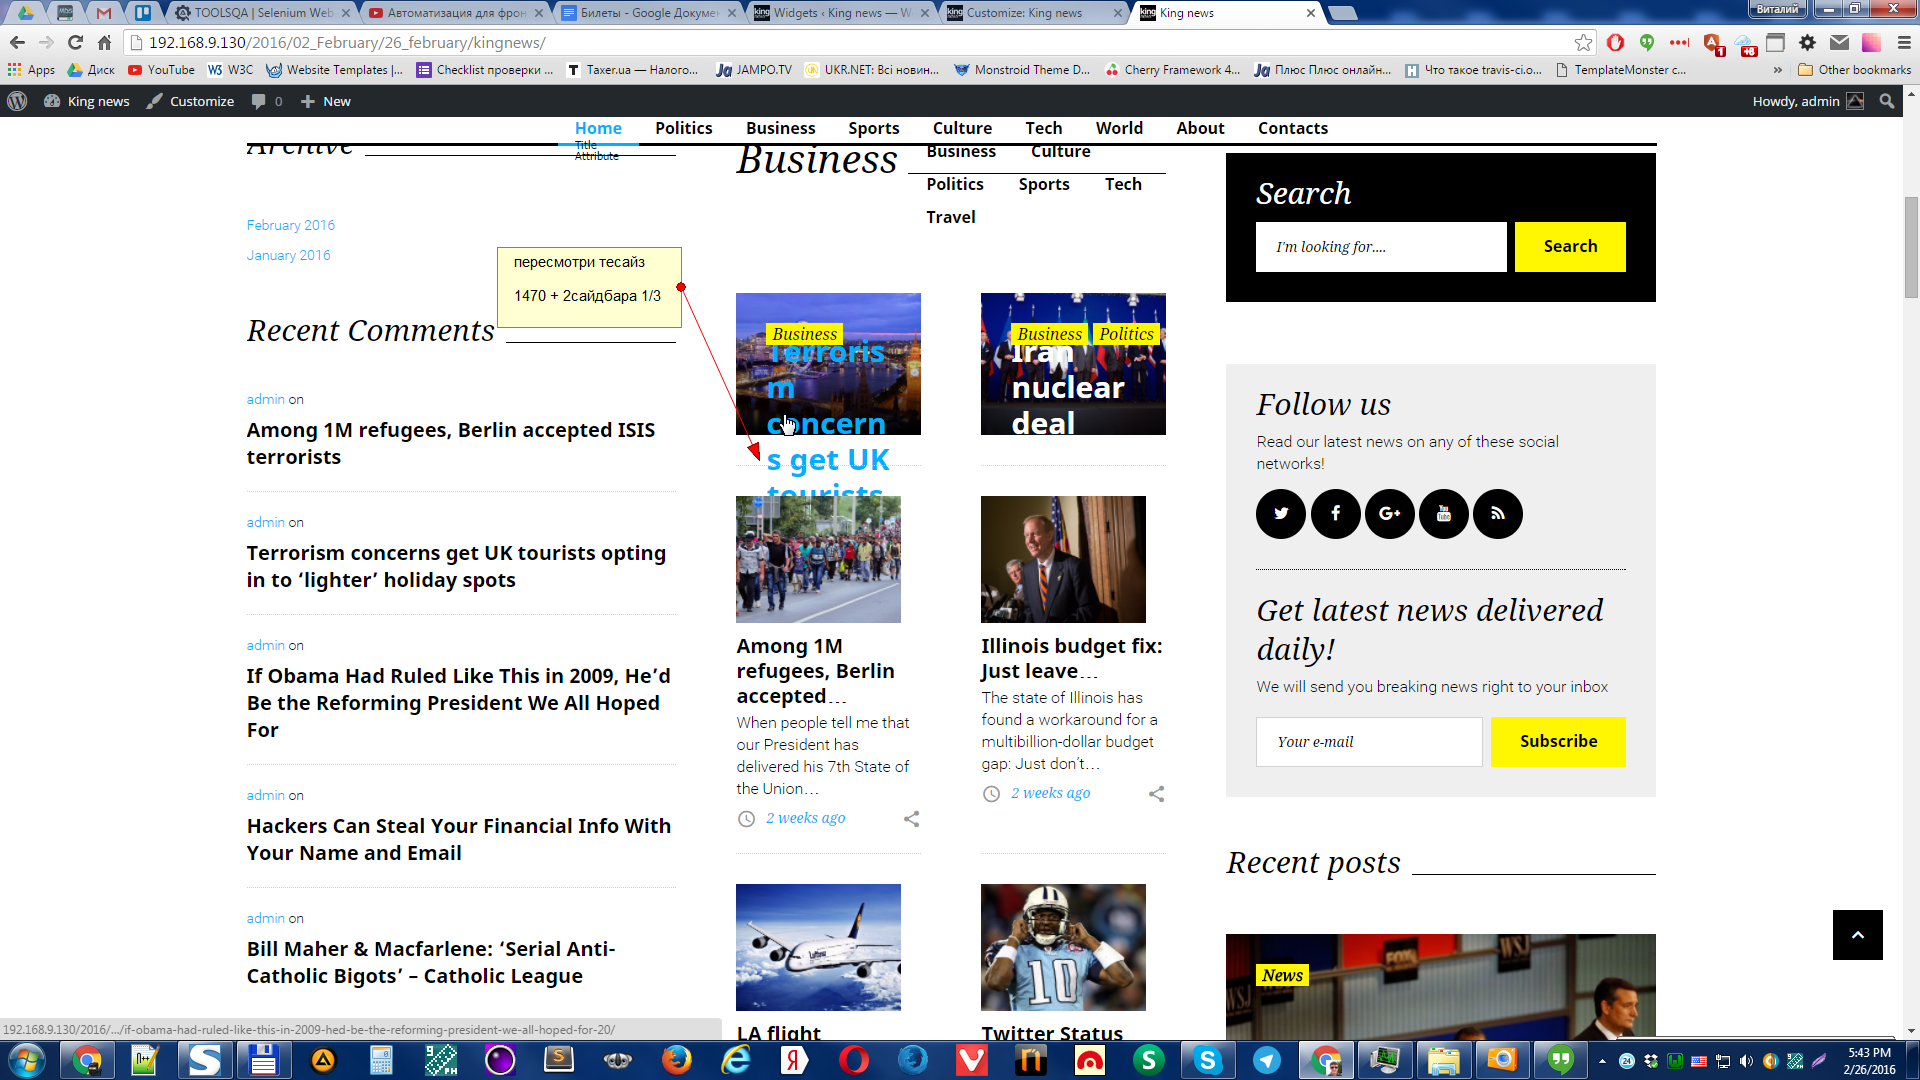 TOOLSQA | Selenium Web
Автоматизация для фрон
Билеты - Google Докумен
Widgets ‹ King news — W
Customize: King news
King news
Виталий
192.168.9.130/2016/02_February/26_february/kingnews/
Apps
Диск
YouTube
W3C
Website Templates |...
Checklist проверки ...
Taxer.ua — Налого...
JAMPO.TV
UKR.NET: Всі новин...
Monstroid Theme D...
Cherry Framework 4...
Плюс Плюс онлайн...
Что такое travis-ci.o...
TemplateMonster c...
Other bookmarks
King news
Customize
0
New
Howdy, admin
Home
Politics
Business
Sports
Culture
Tech
World
About
Contacts
Title
Attribute
Archive
February 2016
January 2016
пересмотри тесайз
1470 + 2сайдбара 1/3
Recent Comments
admin on
Among 1M refugees, Berlin accepted ISIS
terrorists
admin on
Terrorism concerns get UK tourists opting
in to ‘lighter’ holiday spots
admin on
If Obama Had Ruled Like This in 2009, He’d
Be the Reforming President We All Hoped
For
admin on
Hackers Can Steal Your Financial Info With
Your Name and Email
admin on
Bill Maher & Macfarlene: ‘Serial Anti-
Catholic Bigots’ – Catholic League
Business
Business Culture
Politics Sports Tech
Travel
Business
Terroris
m
concern
s get UK
tourists
Business Politics
Iran
nuclear
deal
Among 1M
refugees, Berlin
accepted…
When people tell me that
our President has
delivered his 7th State of
the Union…
2 weeks ago
Illinois budget fix:
Just leave…
The state of Illinois has
found a workaround for a
multibillion-dollar budget
gap: Just don’t…
2 weeks ago
Lufthansa
LA flight
10
Twitter Status
Search
I'm looking for....
Search
Follow us
Read our latest news on any of these social
networks!
Get latest news delivered
daily!
We will send you breaking news right to your inbox
Your e-mail
Subscribe
Recent posts
News
FOX
WSJ
192.168.9.130/2016/.../if-obama-had-ruled-like-this-in-2009-hed-be-the-reforming-president-we-all-hoped-for-20/
5:43 PM
2/26/2016